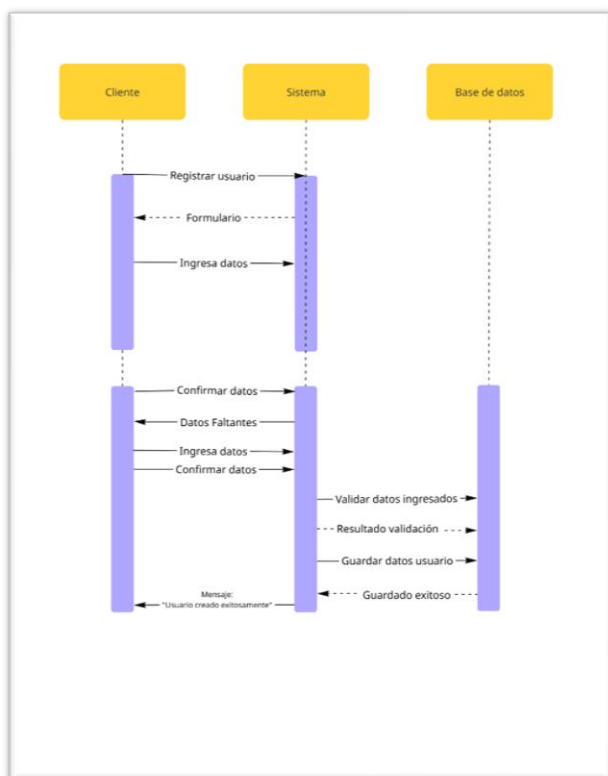 Cliente
Sistema
Base de datos
Registrar usuario
Formulario
Ingresa datos
Confirmar datos
Datos Faltantes
Ingresa datos
Confirmar datos
Validar datos ingresados
Resultado validación
Guardar datos usuario
Guardado exitoso
Mensaje:
"Usuario creado exitosamente"